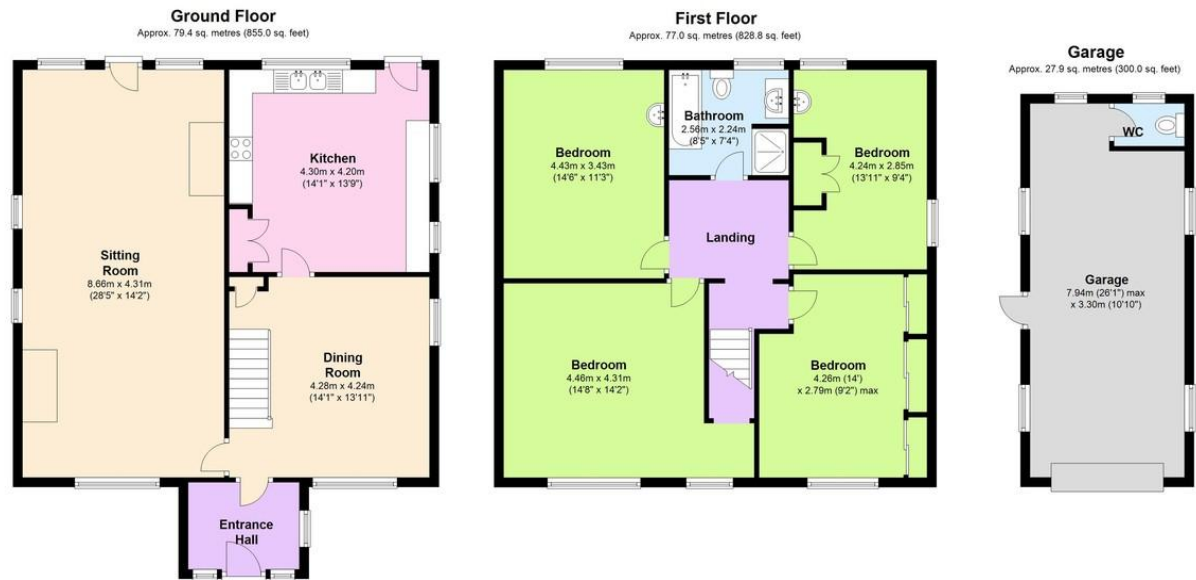 Ground Floor
Approx. 79.4 sq. metres (855.0 sq. feet)
Sitting
Room
8.66m x 4.31m
(28'5" x 14'2")
Kitchen
4.30m x 4.20m
(14'1" x 13'9")
Dining
Room
4.28m x 4.24m
(14'1" x 13'11")
Entrance
Hall
First Floor
Approx. 77.0 sq. metres (828.8 sq. feet)
Bedroom
4.43m x 3.43m
(14'6" x 11'3")
Bathroom
2.56m x 2.24m
(8'5" x 7'4")
Bedroom
4.24m x 2.85m
(13'11" x 9'4")
Landing
Bedroom
4.46m x 4.31m
(14'8" x 14'2")
Bedroom
4.26m (14')
x 2.79m (9'2") max
Garage
Approx. 27.9 sq. metres (300.0 sq. feet)
WC
Garage
7.94m (26'1") max
x 3.30m (10'10")